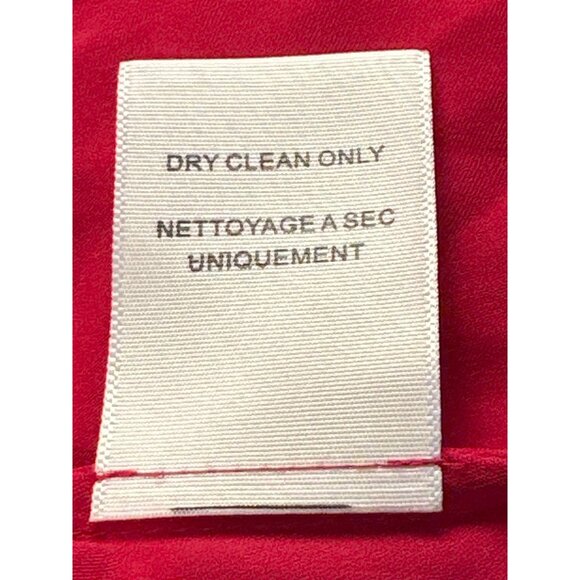 DRY CLEAN ONLY
NETTOYAGE A SEC
UNIQUEMENT